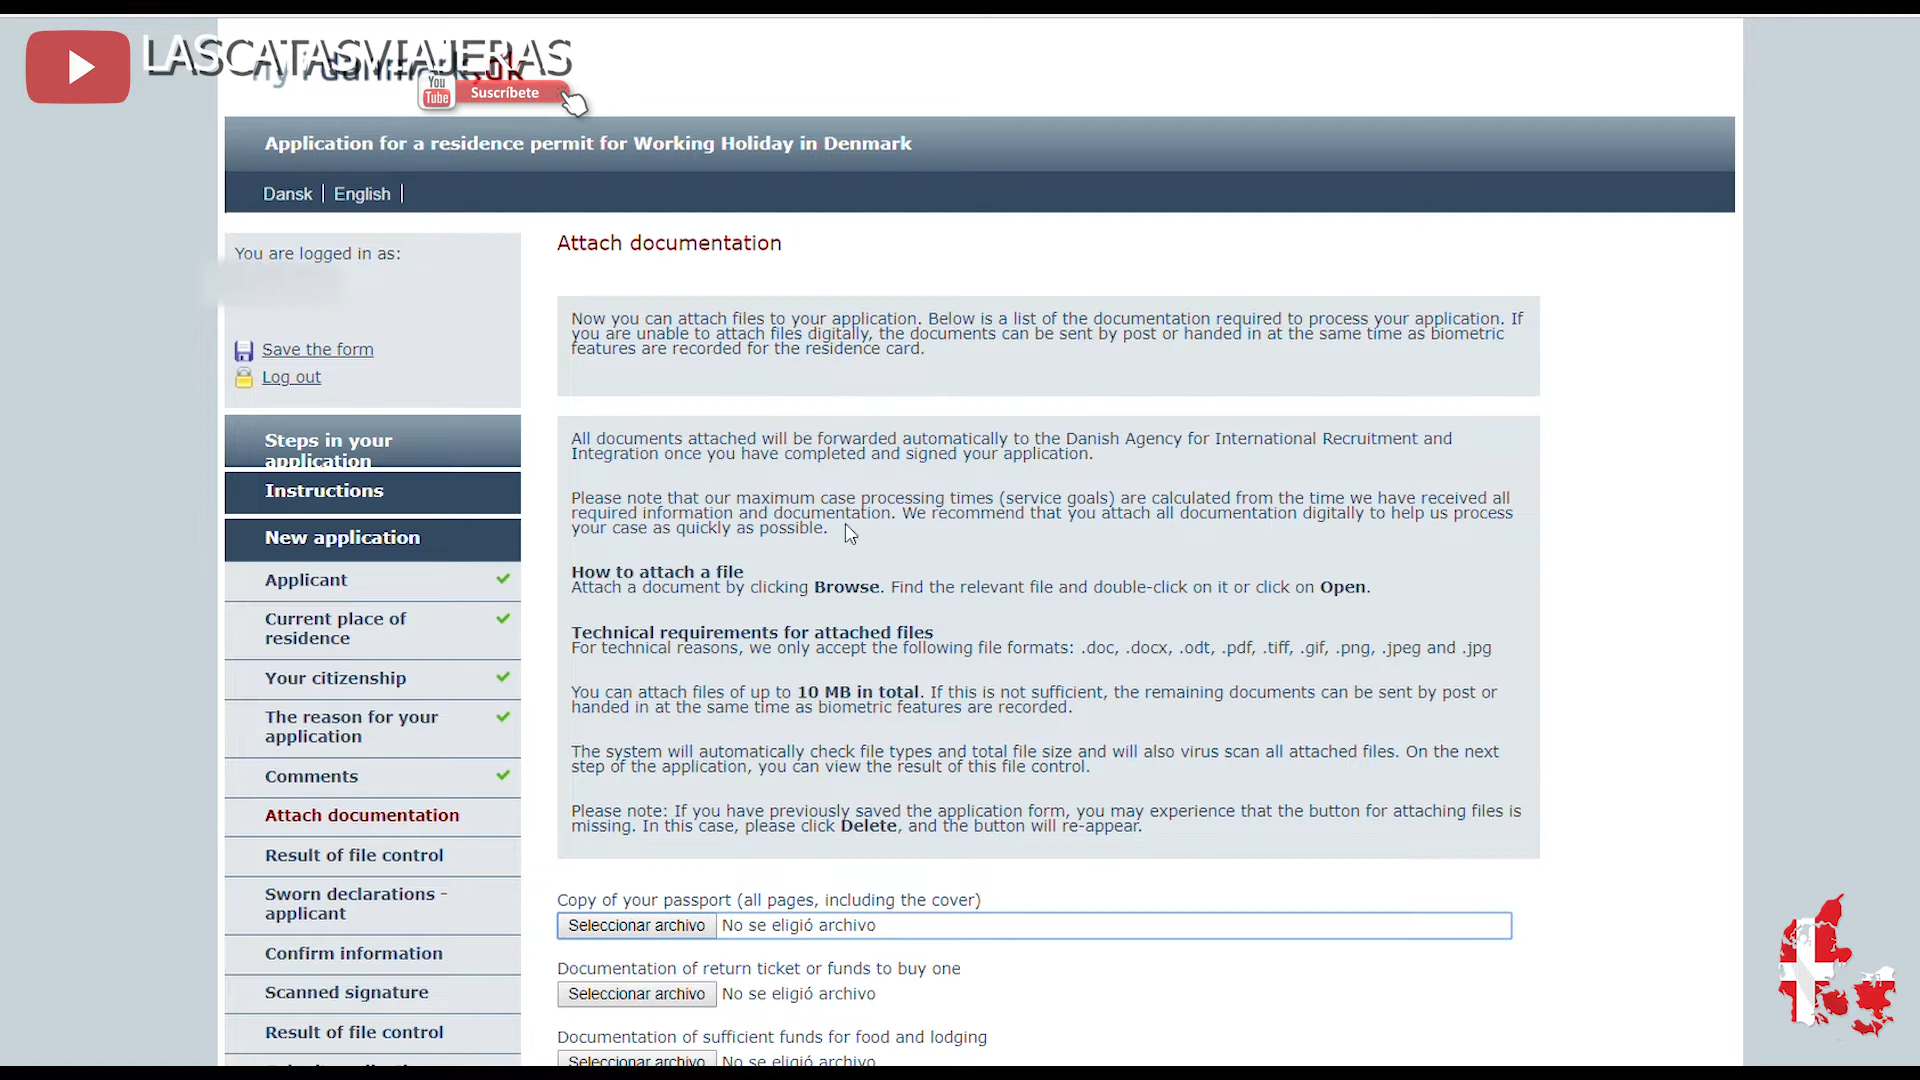 LASCATASVIAJERAS
You
Tube
Suscríbete
Application for a residence permit for Working Holiday in Denmark
Dansk | English |
You are logged in as:
Save the form
Log out
Steps in your
application
Instructions
New application
Applicant
Current place of
residence
Your citizenship
The reason for your
application
Comments
Attach documentation
Result of file control
Sworn declarations -
applicant
Confirm information
Scanned signature
Result of file control
Attach documentation
Now you can attach files to your application. Below is a list of the documentation required to process your application. If
you are unable to attach files digitally, the documents can be sent by post or handed in at the same time as biometric
features are recorded for the residence card.
All documents attached will be forwarded automatically to the Danish Agency for International Recruitment and
Integration once you have completed and signed your application.
Please note that our maximum case processing times (service goals) are calculated from the time we have received all
required information and documentation. We recommend that you attach all documentation digitally to help us process
your case as quickly as possible.
How to attach a file
Attach a document by clicking Browse. Find the relevant file and double-click on it or click on Open.
Technical requirements for attached files
For technical reasons, we only accept the following file formats: .doc, .docx, .odt, .pdf, .tiff, .gif, .png, .jpeg and .jpg
You can attach files of up to 10 MB in total. If this is not sufficient, the remaining documents can be sent by post or
handed in at the same time as biometric features are recorded.
The system will automatically check file types and total file size and will also virus scan all attached files. On the next
step of the application, you can view the result of this file control.
Please note: If you have previously saved the application form, you may experience that the button for attaching files is
missing. In this case, please click Delete, and the button will re-appear.
Copy of your passport (all pages, including the cover)
Seleccionar archivo No se eligió archivo
Documentation of return ticket or funds to buy one
Seleccionar archivo No se eligió archivo
Documentation of sufficient funds for food and lodging
Seleccionar archivo No se eligió archivo